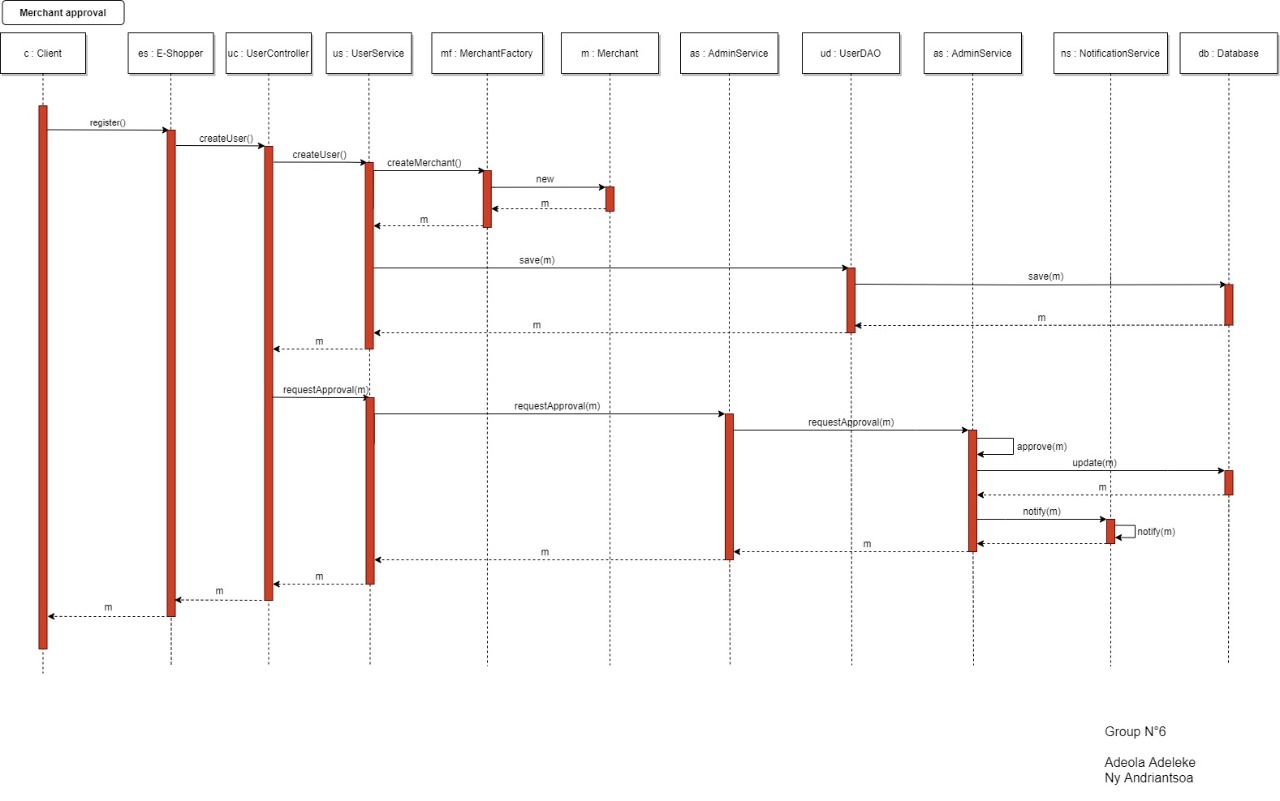 Merchant approval
c : Client
es : E-Shopper
uc : UserController
us : UserService
mf : MerchantFactory
m : Merchant
as : AdminService
ud : UserDAO
as : AdminService
ns : NotificationService
db : Database
register()
createUser()
createUser()
createMerchant()
new
m
m
save(m)
save(m)
m
m
m
requestApproval(m)
requestApproval(m)
requestApproval(m)
approve(m)
update(m)
m
notify(m)
notify(m)
m
m
m
m
m
Group N°6
Adeola Adeleke
Ny Andriantsoa